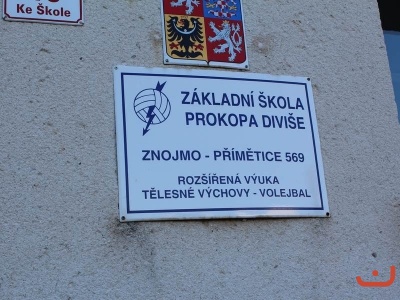 Ke Škole
ZÁKLADNÍ ŠKOLA
PROKOPA DIVIŠE
ZNOJMO - PŘÍMĚTICE 569
ROZŠÍŘENÁ VÝUKA
TĚLESNÉ VÝCHOVY - VOLEJBAL